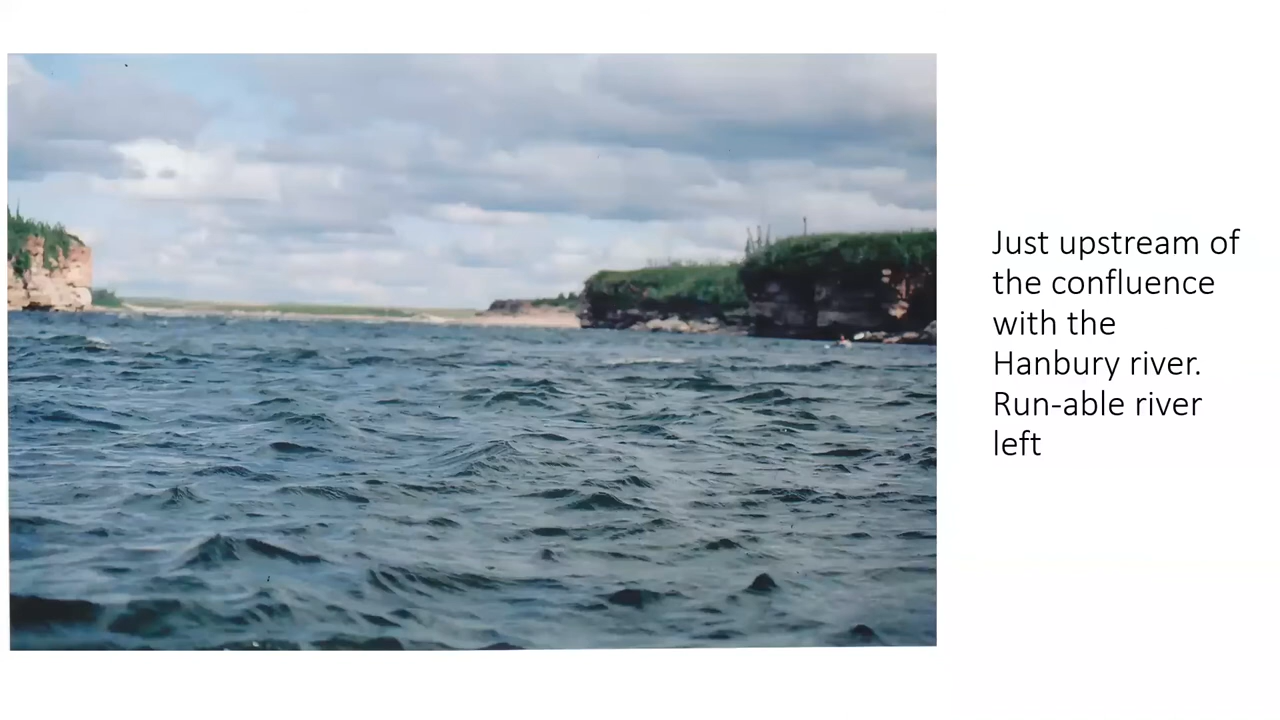 Just upstream of
the confluence
with the
Hanbury river.
Run-able river
left